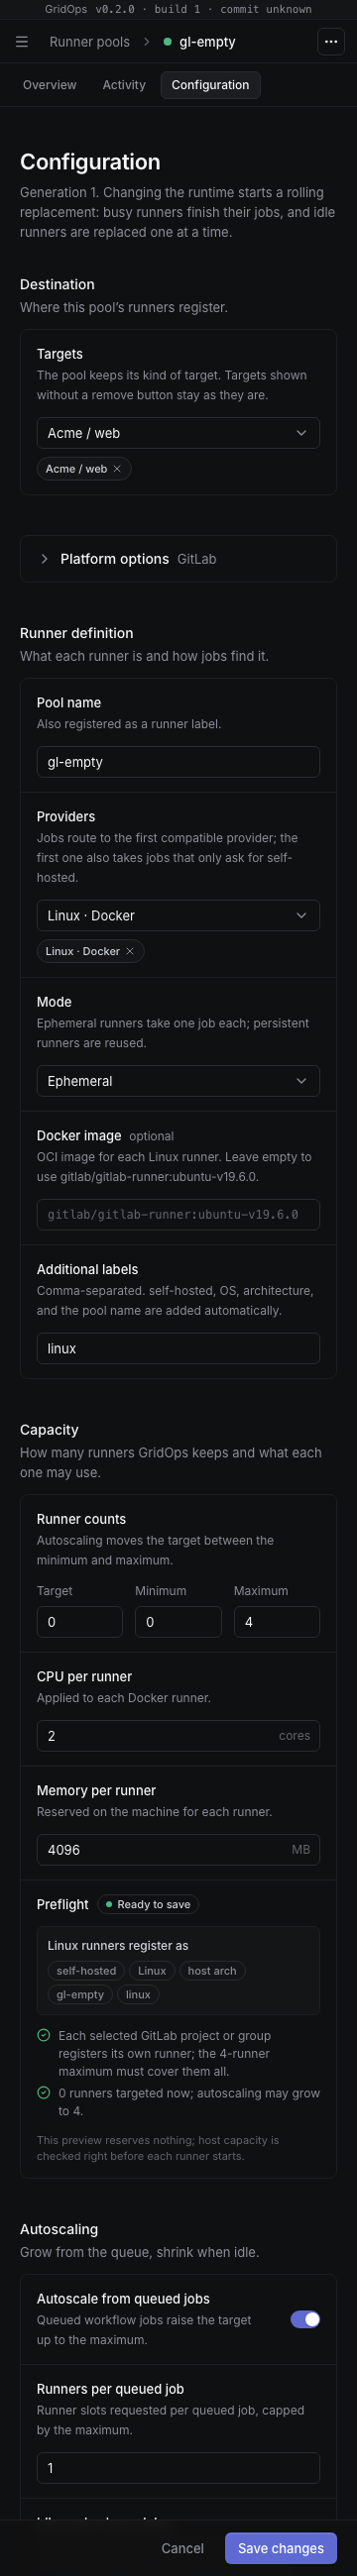 GridOps v0.2.0 · build 1 · commit unknown
Runner pools
gl-empty
Overview
Activity
Configuration
Configuration
Generation 1. Changing the runtime starts a rolling
replacement: busy runners finish their jobs, and idle
runners are replaced one at a time.
Destination
Where this pool’s runners register.
Targets
The pool keeps its kind of target. Targets shown
without a remove button stay as they are.
Acme / web
Acme / web
Platform options GitLab
Runner definition
What each runner is and how jobs find it.
Pool name
Also registered as a runner label.
gl-empty
Providers
Jobs route to the first compatible provider; the
first one also takes jobs that only ask for self-
hosted.
Linux · Docker
Linux · Docker
Mode
Ephemeral runners take one job each; persistent
runners are reused.
Ephemeral
Docker image optional
OCI image for each Linux runner. Leave empty to
use gitlab/gitlab-runner:ubuntu-v19.6.0.
gitlab/gitlab-runner:ubuntu-v19.6.0
Additional labels
Comma-separated. self-hosted, OS, architecture,
and the pool name are added automatically.
linux
Capacity
How many runners GridOps keeps and what each
one may use.
Runner counts
Autoscaling moves the target between the
minimum and maximum.
Target Minimum Maximum
0 0 4
CPU per runner
Applied to each Docker runner.
2 cores
Memory per runner
Reserved on the machine for each runner.
4096 MB
Preflight Ready to save
Linux runners register as
self-hosted Linux host arch
gl-empty linux
Each selected GitLab project or group
registers its own runner; the 4-runner
maximum must cover them all.
0 runners targeted now; autoscaling may grow
to 4.
This preview reserves nothing; host capacity is
checked right before each runner starts.
Autoscaling
Grow from the queue, shrink when idle.
Autoscale from queued jobs
Queued workflow jobs raise the target
up to the maximum.
Runners per queued job
Runner slots requested per queued job, capped
by the maximum.
1
Cancel
Save changes